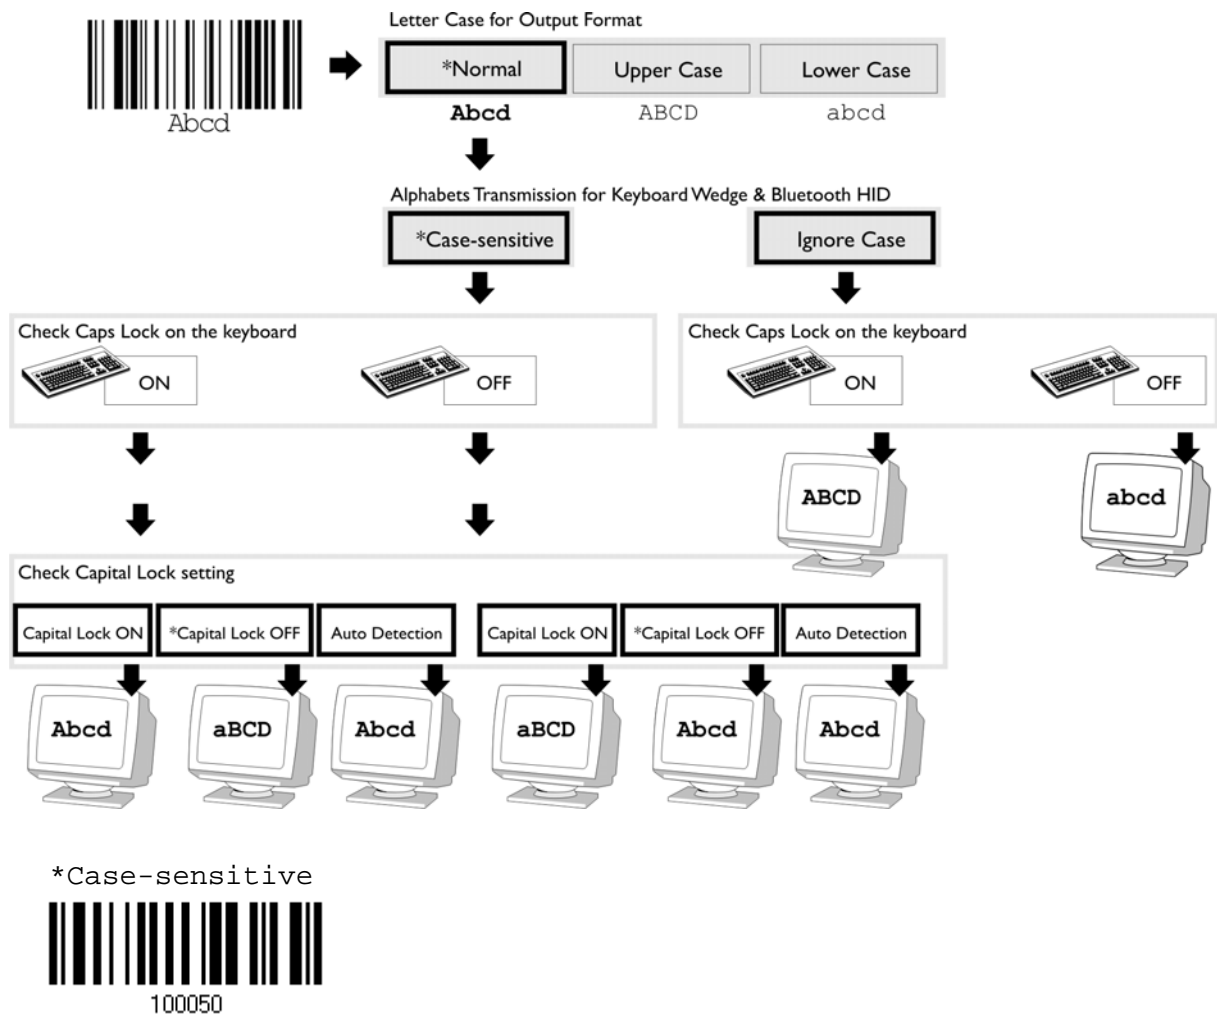 Letter Case for Output Format
*Normal Upper Case Lower Case
Abcd
Abcd ABCD abcd
Alphabets Transmission for Keyboard Wedge & Bluetooth HID
*Case-sensitive Ignore Case
Check Caps Lock on the keyboard
ON OFF
Check Caps Lock on the keyboard
ON OFF
ABCD abcd
Check Capital Lock setting
Capital Lock ON *Capital Lock OFF Auto Detection Capital Lock ON *Capital Lock OFF Auto Detection
Abcd aBCD Abcd aBCD Abcd Abcd
*Case-sensitive
100050